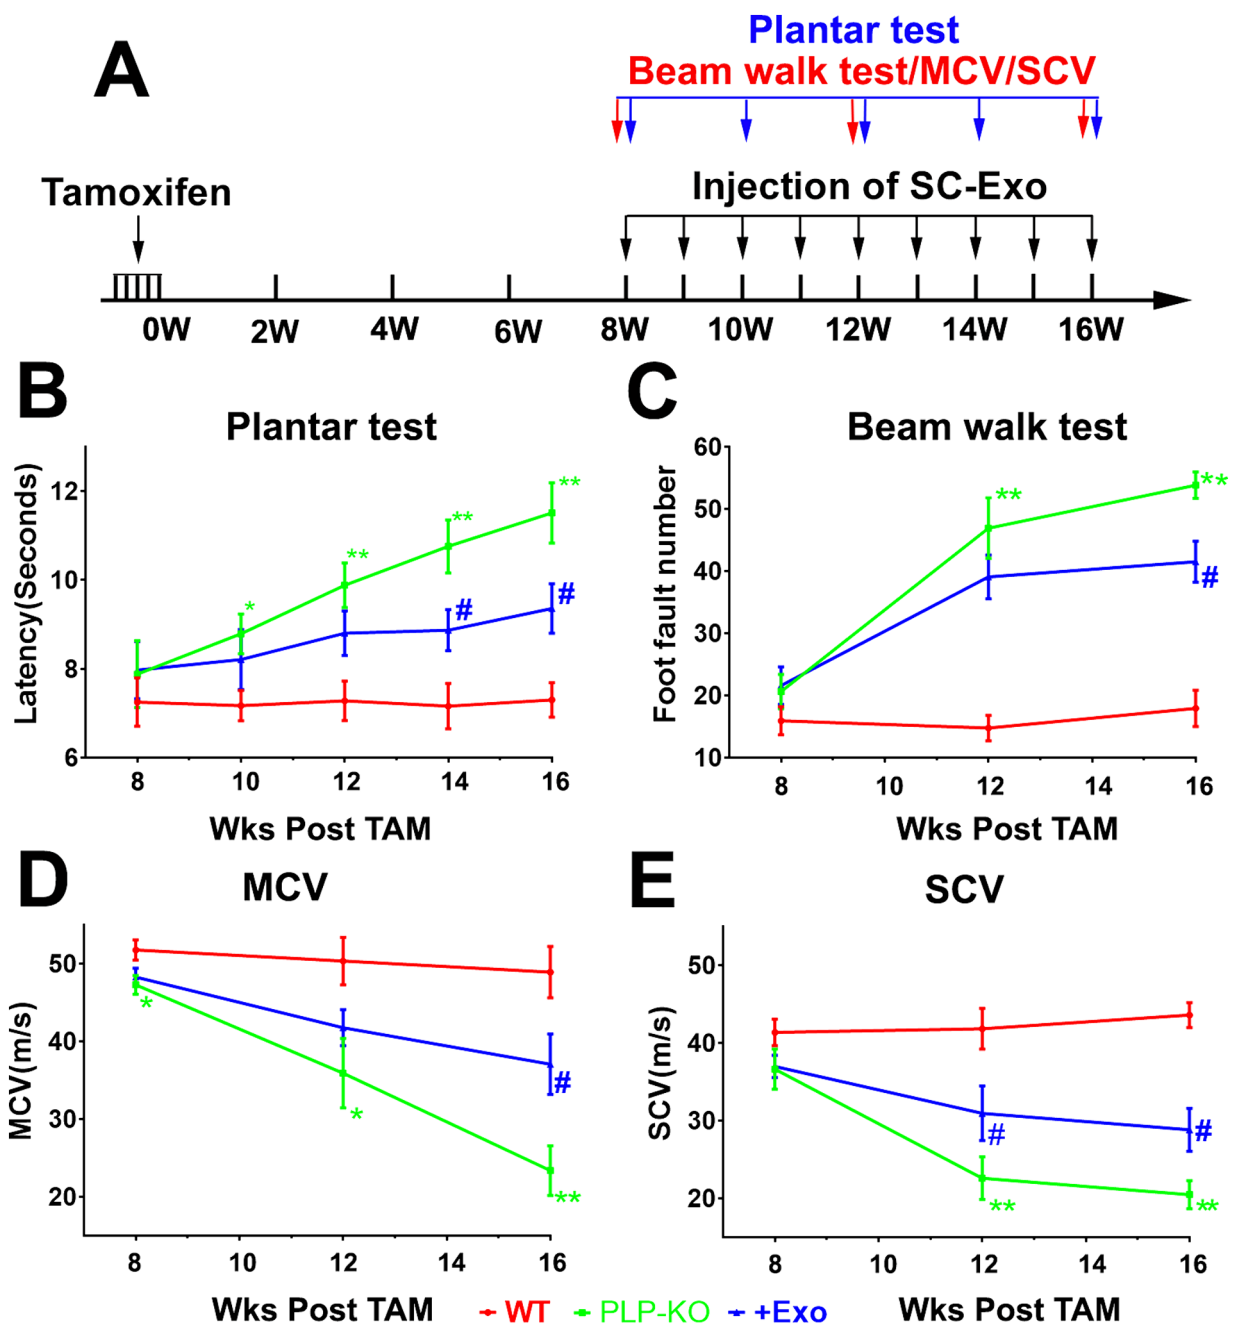 A
Plantar test
Beam walk test/MCV/SCV
Tamoxifen
Injection of SC-Exo
0W 2W 4W 6W 8W 10W 12W 14W 16W
B
Plantar test
Latency(Seconds)
12
**
**
**
10
*
#
#
8
6
8 10 12 14 16
Wks Post TAM
C
Beam walk test
Foot fault number
60
**
**
50
40
#
30
20
10
8 10 12 14 16
Wks Post TAM
D
MCV
MCV(m/s)
50
*
40
#
*
30
20
**
8 10 12 14 16
Wks Post TAM
E
SCV
SCV(m/s)
50
40
30
#
#
20
**
**
8 10 12 14 16
Wks Post TAM
WT PLP-KO +Exo